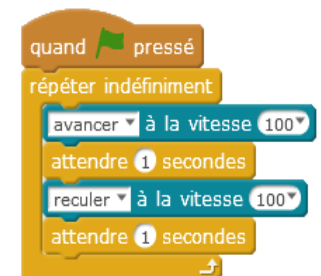 quand pressé
répéter indéfiniment
avancer à la vitesse 100
attendre 1 secondes
reculer à la vitesse 100
attendre 1 secondes